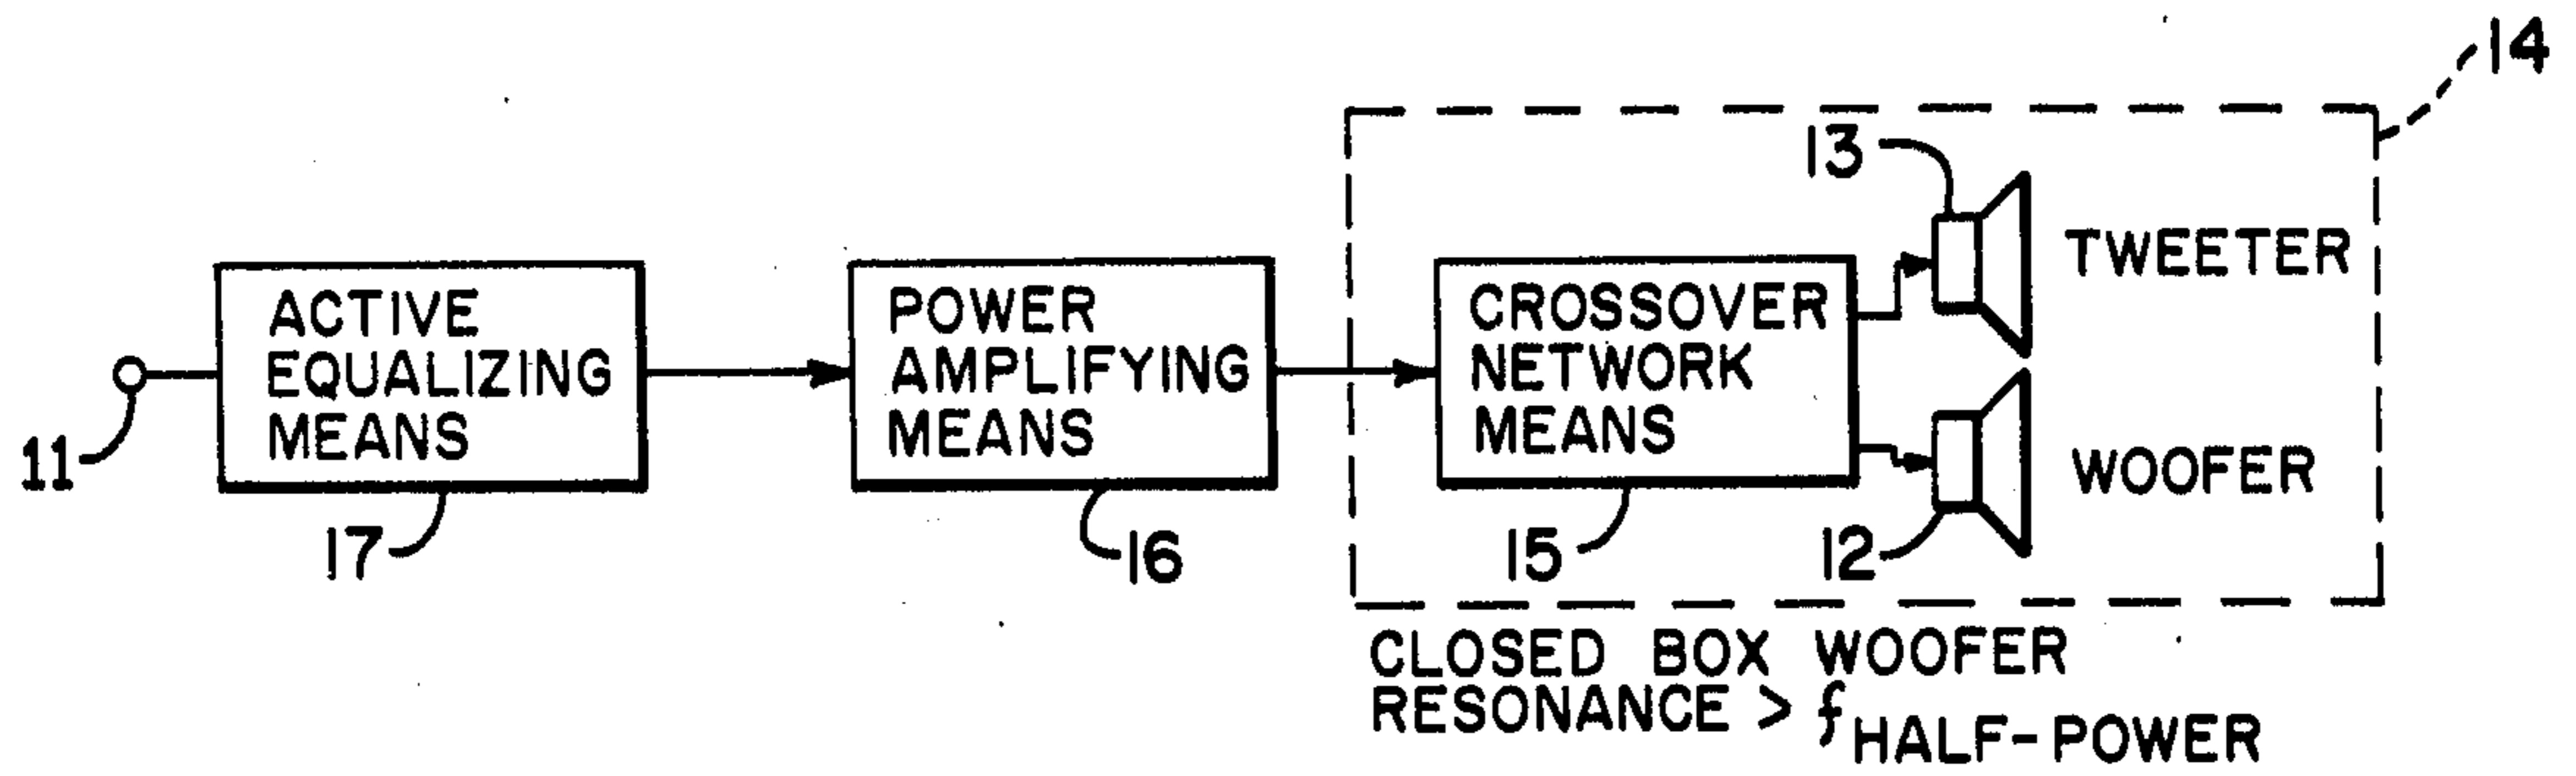 14
13
TWEETER
ACTIVE
EQUALIZING
MEANS
POWER
AMPLIFYING
MEANS
CROSSOVER
NETWORK
MEANS
11
17
16
15
12
WOOFER
CLOSED BOX WOOFER
RESONANCE > f HALF-POWER